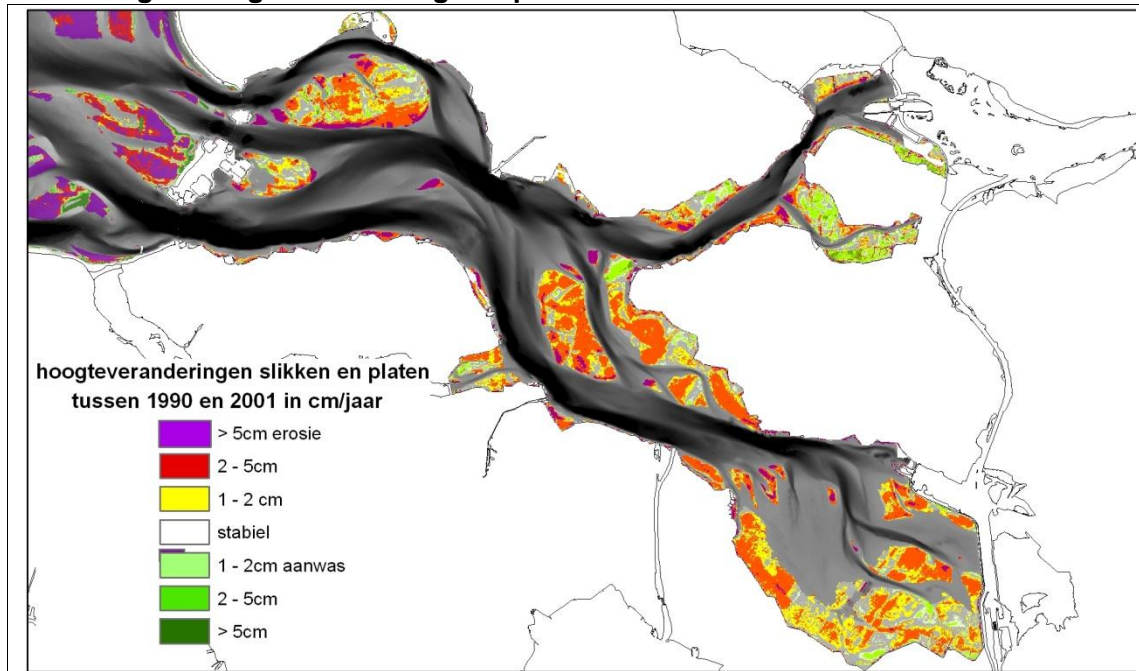 hoogteveranderingen slikken en platen
tussen 1990 en 2001 in cm/jaar
> 5cm erosie
2 - 5cm
1 - 2 cm
stabiel
1 - 2cm aanwas
2 - 5cm
> 5cm